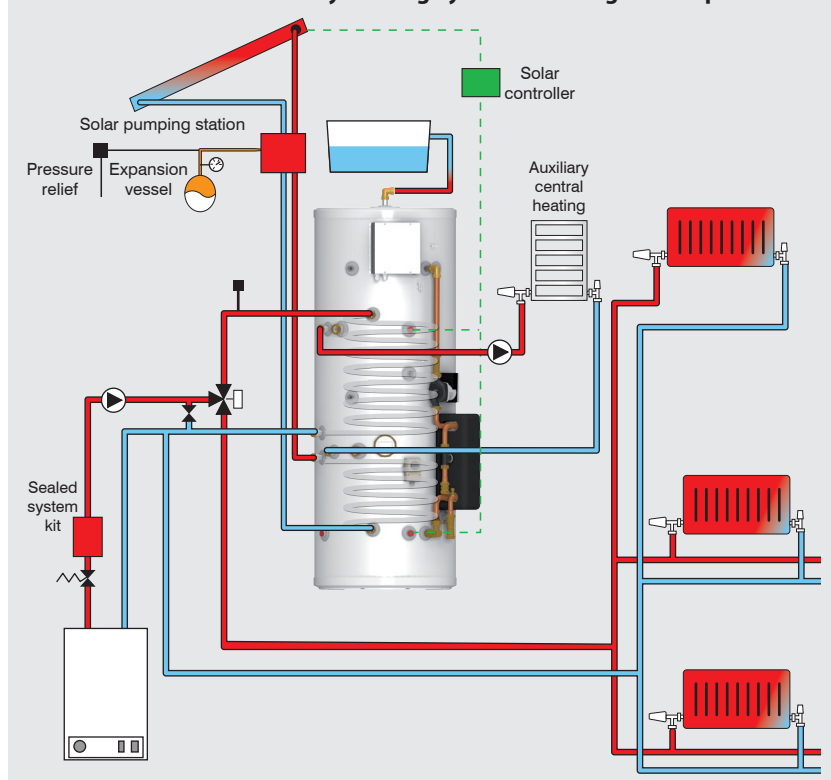 Solar
controller
Solar pumping station
Pressure
relief
Expansion
vessel
Auxiliary
central
heating
Sealed
system
kit